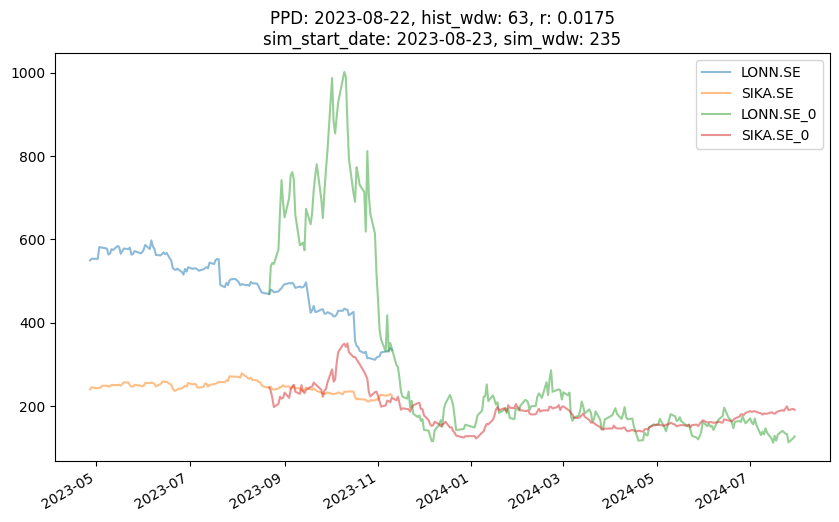 PPD: 2023-08-22, hist_wdw: 63, r: 0.0175
sim_start_date: 2023-08-23, sim_wdw: 235
LONN.SE
SIKA.SE
LONN.SE_0
SIKA.SE_0
1000
800
600
400
200
2023-05
2023-07
2023-09
2023-11
2024-01
2024-03
2024-05
2024-07